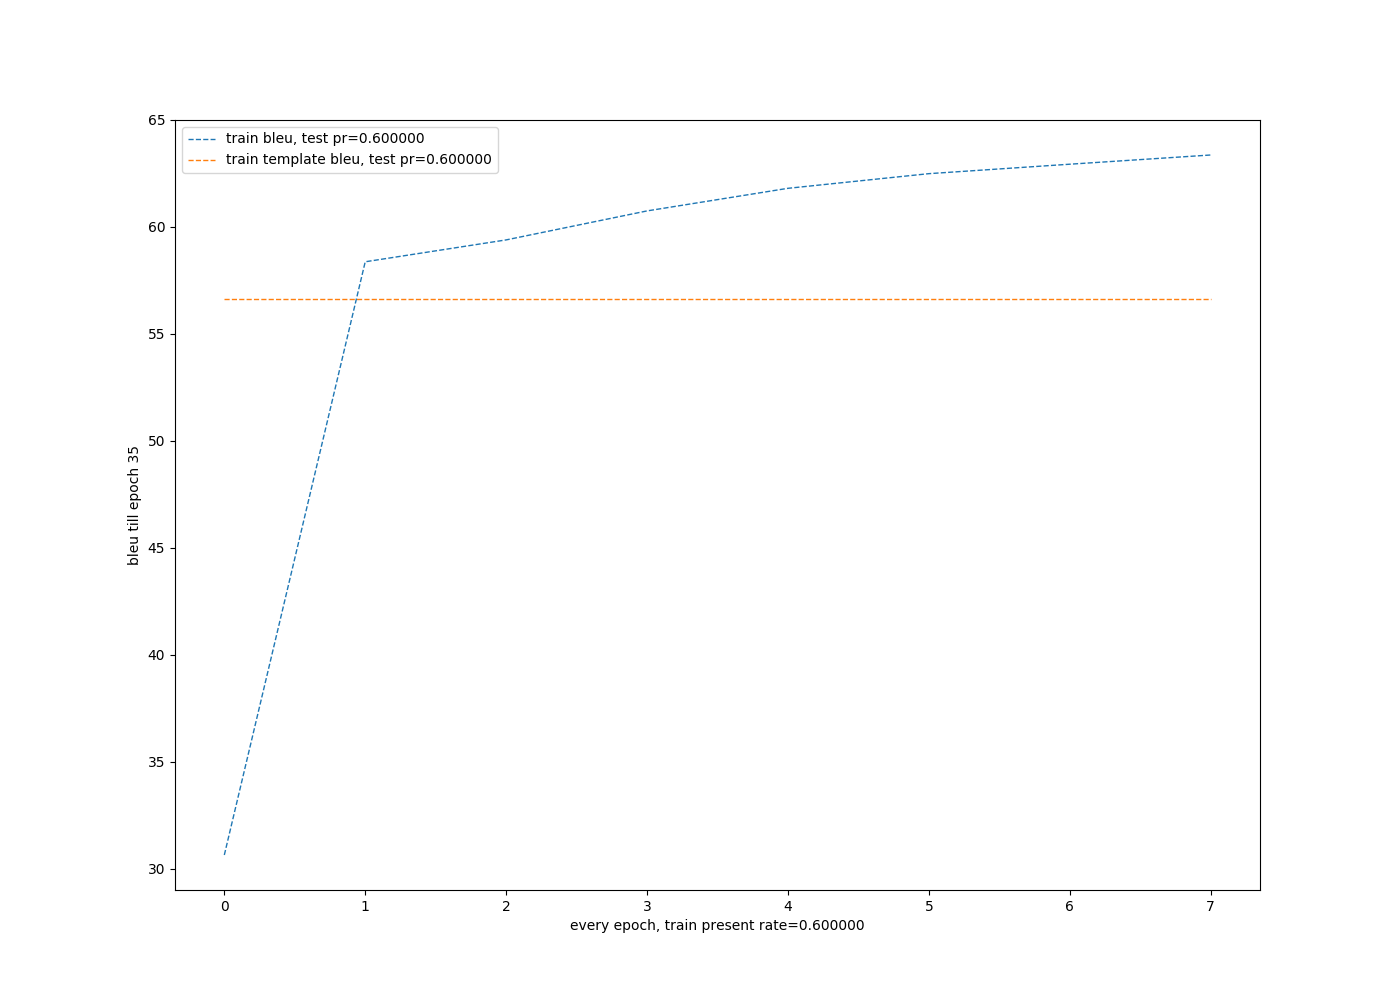 train bleu, test pr=0.600000
train template bleu, test pr=0.600000
65
60
55
50
45
40
35
30
bleu till epoch 35
0 1 2 3 4 5 6 7
every epoch, train present rate=0.600000